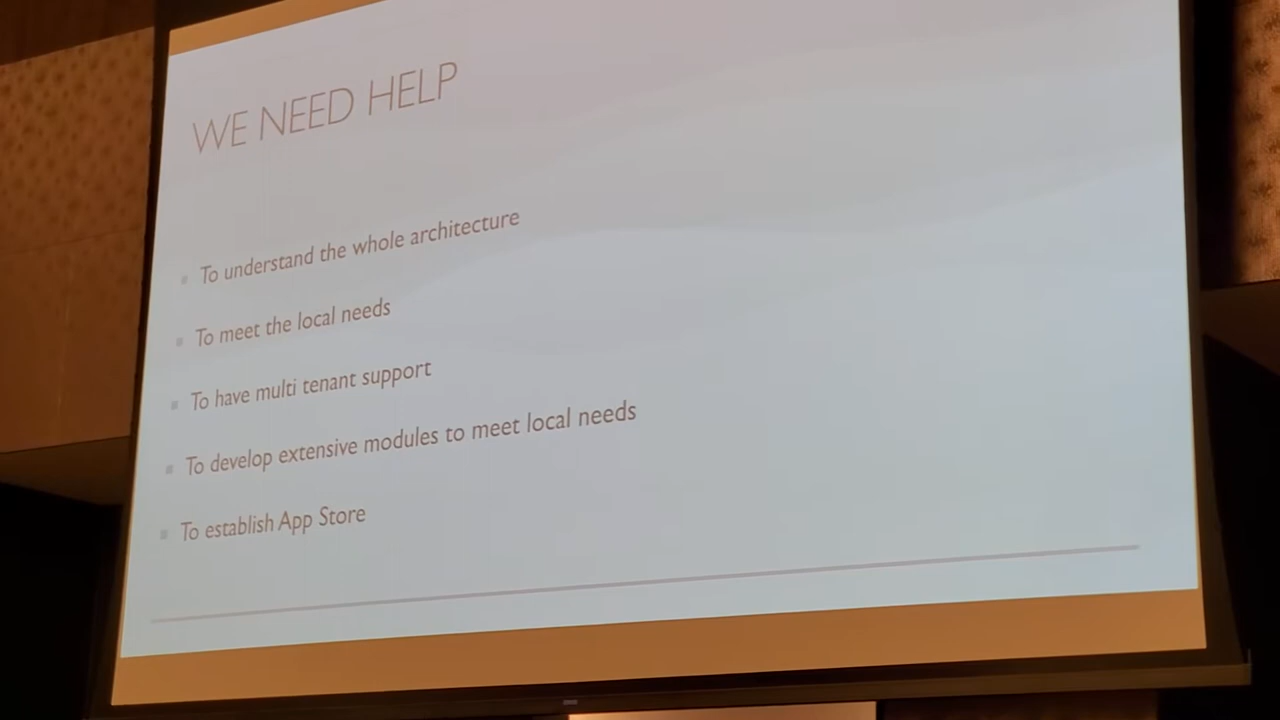 WE NEED HELP
To understand the whole architecture
To meet the local needs
To have multi tenant support
To develop extensive modules to meet local needs
To establish App Store